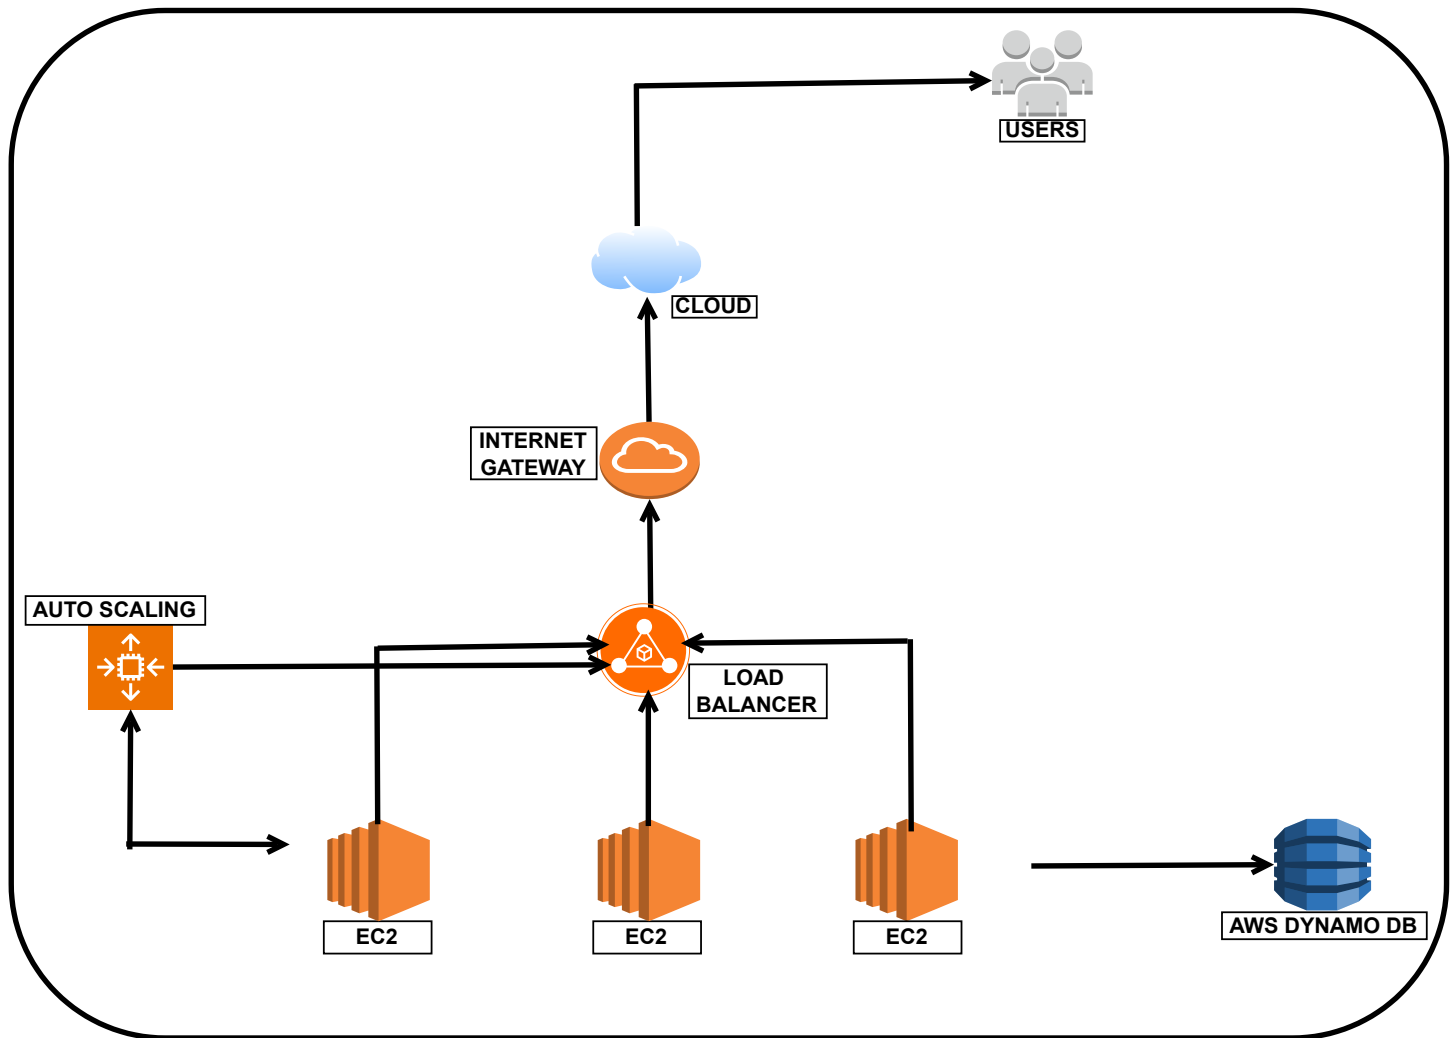 USERS
CLOUD
INTERNET
GATEWAY
AUTO SCALING
LOAD
BALANCER
EC2
EC2
EC2
AWS DYNAMO DB